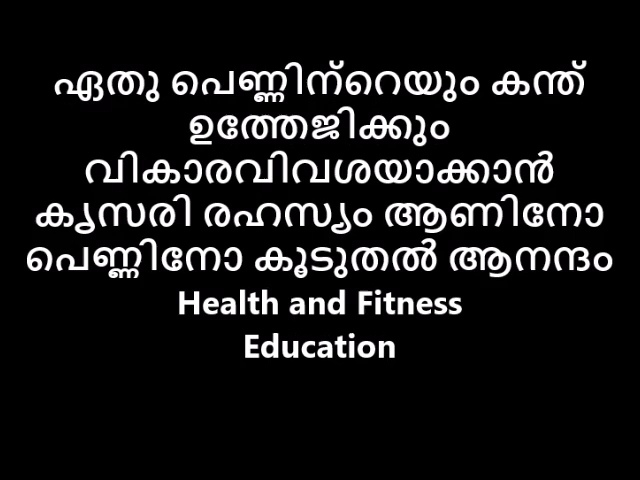 ഏതു പെണ്ണിന്റെയും കന്ത്
ഉത്തേജിക്കും
വികാരവിവശയാക്കാൻ
കൃസരി രഹസ്യം ആണിനോ
പെണ്ണിനോ കൂടുതൽ ആനന്ദം
Health and Fitness
Education